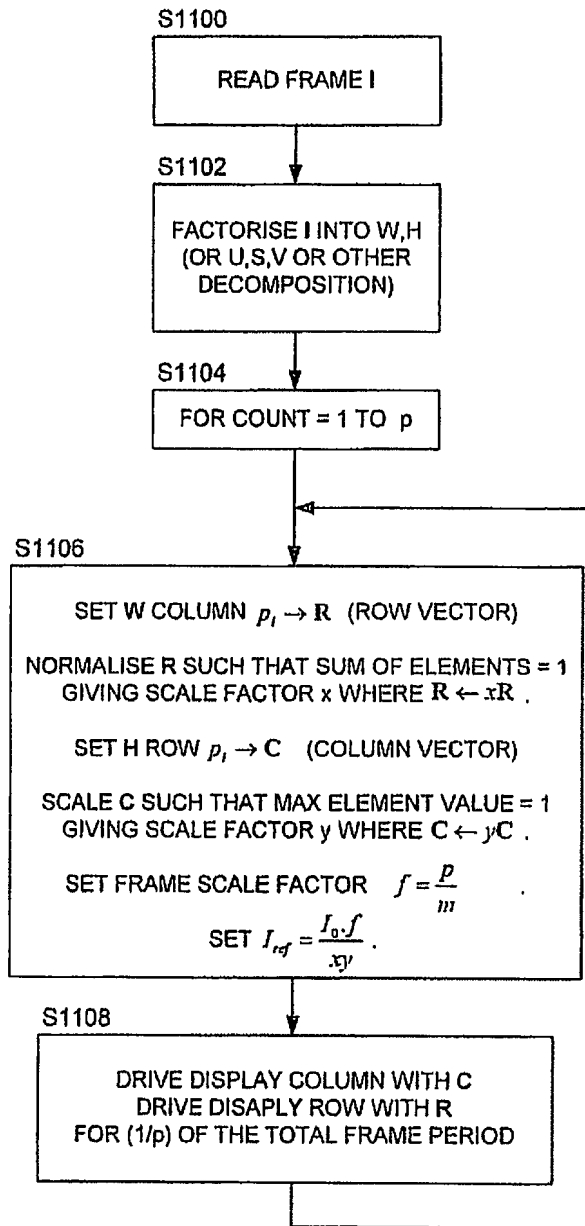 S1100
READ FRAME I
S1102
FACTORISE I INTO W,H
(OR U,S,V OR OTHER
DECOMPOSITION)
S1104
FOR COUNT = 1 TO p
S1106
SET W COLUMN pᵢ → R (ROW VECTOR)
NORMALISE R SUCH THAT SUM OF ELEMENTS = 1
GIVING SCALE FACTOR x WHERE R ← xR .
SET H ROW pᵢ → C (COLUMN VECTOR)
SCALE C SUCH THAT MAX ELEMENT VALUE = 1
GIVING SCALE FACTOR y WHERE C ← yC .
SET FRAME SCALE FACTOR f = p/m .
SET I_ref = I₀.f/xy .
S1108
DRIVE DISPLAY COLUMN WITH C
DRIVE DISAPLY ROW WITH R
FOR (1/p) OF THE TOTAL FRAME PERIOD